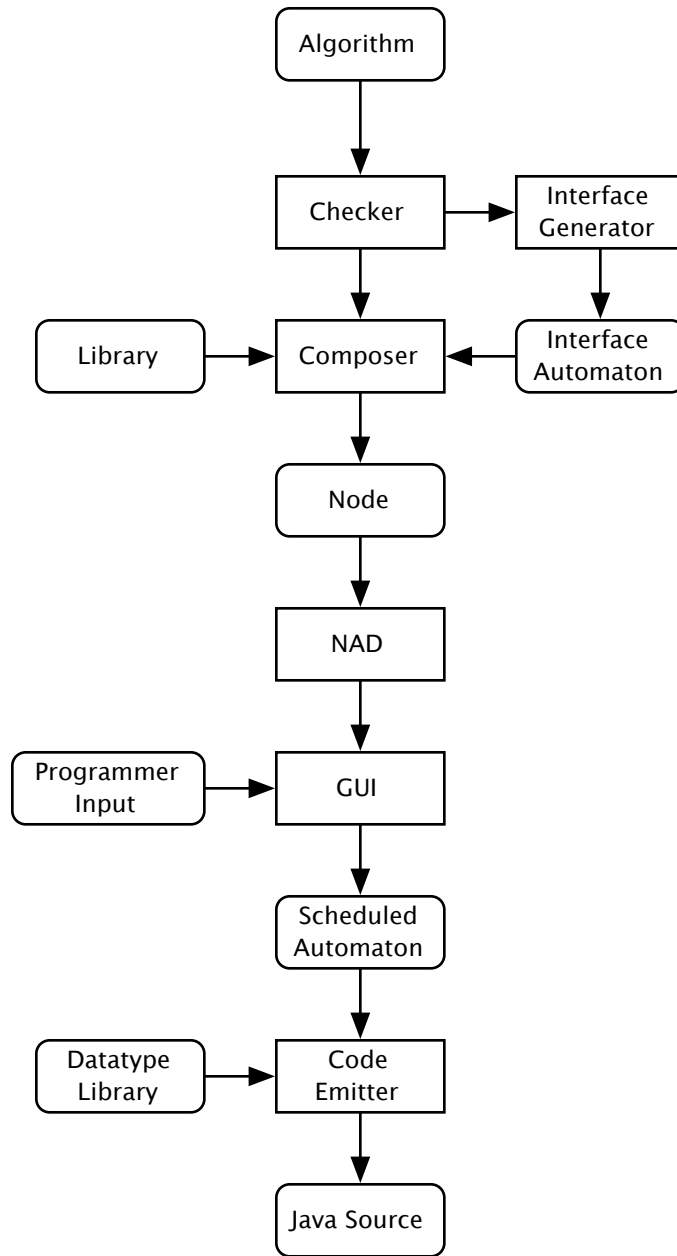 Algorithm
Checker
Interface
Generator
Library
Composer
Interface
Automaton
Node
NAD
Programmer
Input
GUI
Scheduled
Automaton
Datatype
Library
Code
Emitter
Java Source